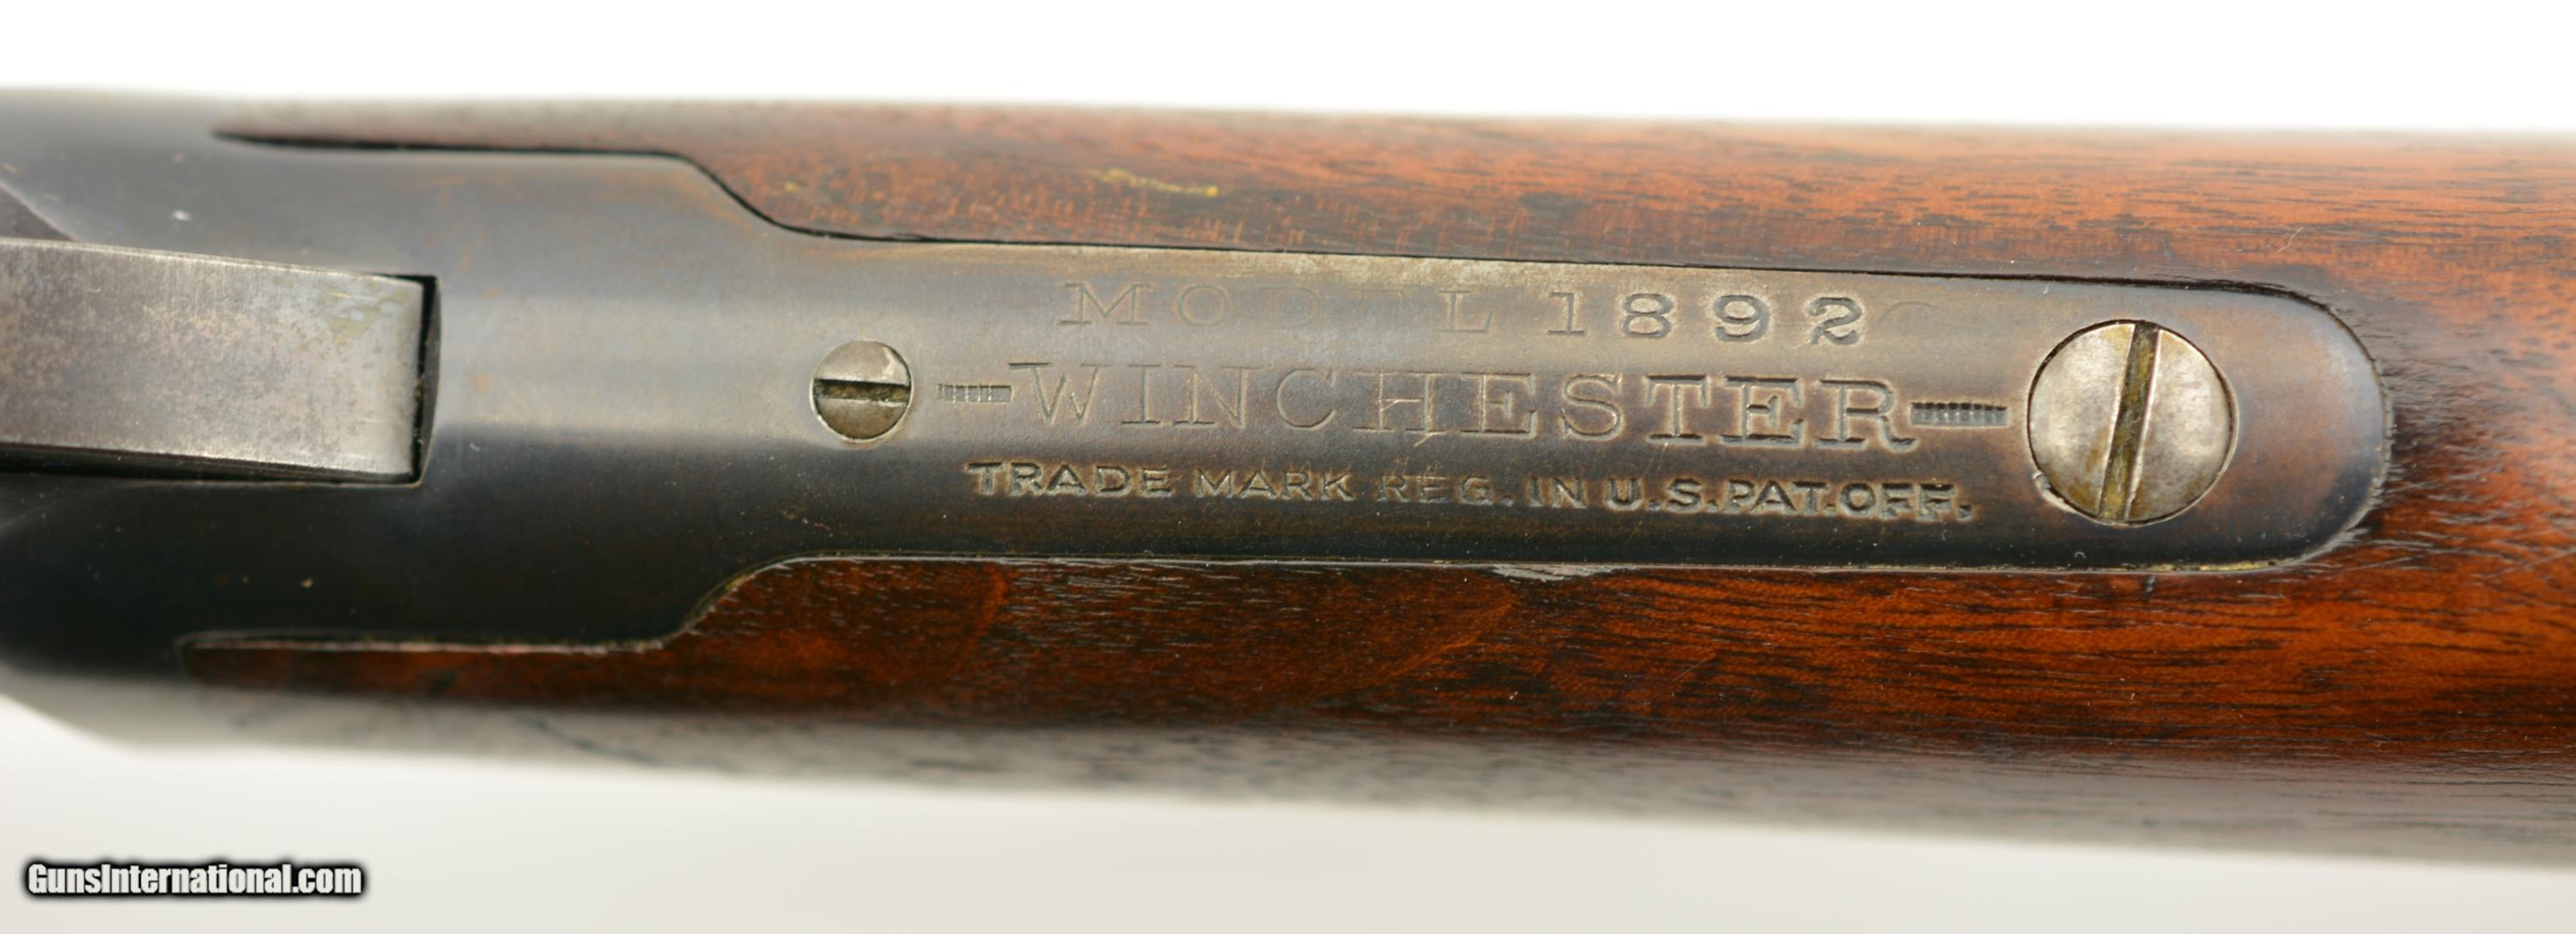 MODEL 1892
-WINCHESTER-
TRADE MARK REG. IN U.S. PAT. OFF.
GunsInternational.com